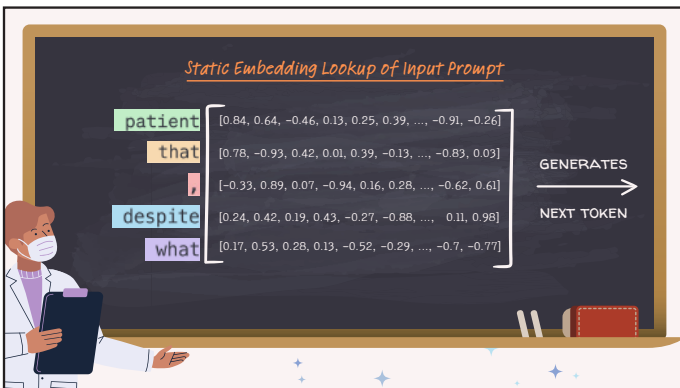 Static Embedding Lookup of Input Prompt
patient [0.84, 0.64, -0.46, 0.13, 0.25, 0.39, ..., -0.91, -0.26]
that [0.78, -0.93, 0.42, 0.01, 0.39, -0.13, ..., -0.83, 0.03]
, [-0.33, 0.89, 0.07, -0.94, 0.16, 0.28, ..., -0.62, 0.61]
despite [0.24, 0.42, 0.19, 0.43, -0.27, -0.88, ..., 0.11, 0.98]
what [0.17, 0.53, 0.28, 0.13, -0.52, -0.29, ..., -0.7, -0.77]
GENERATES
NEXT TOKEN